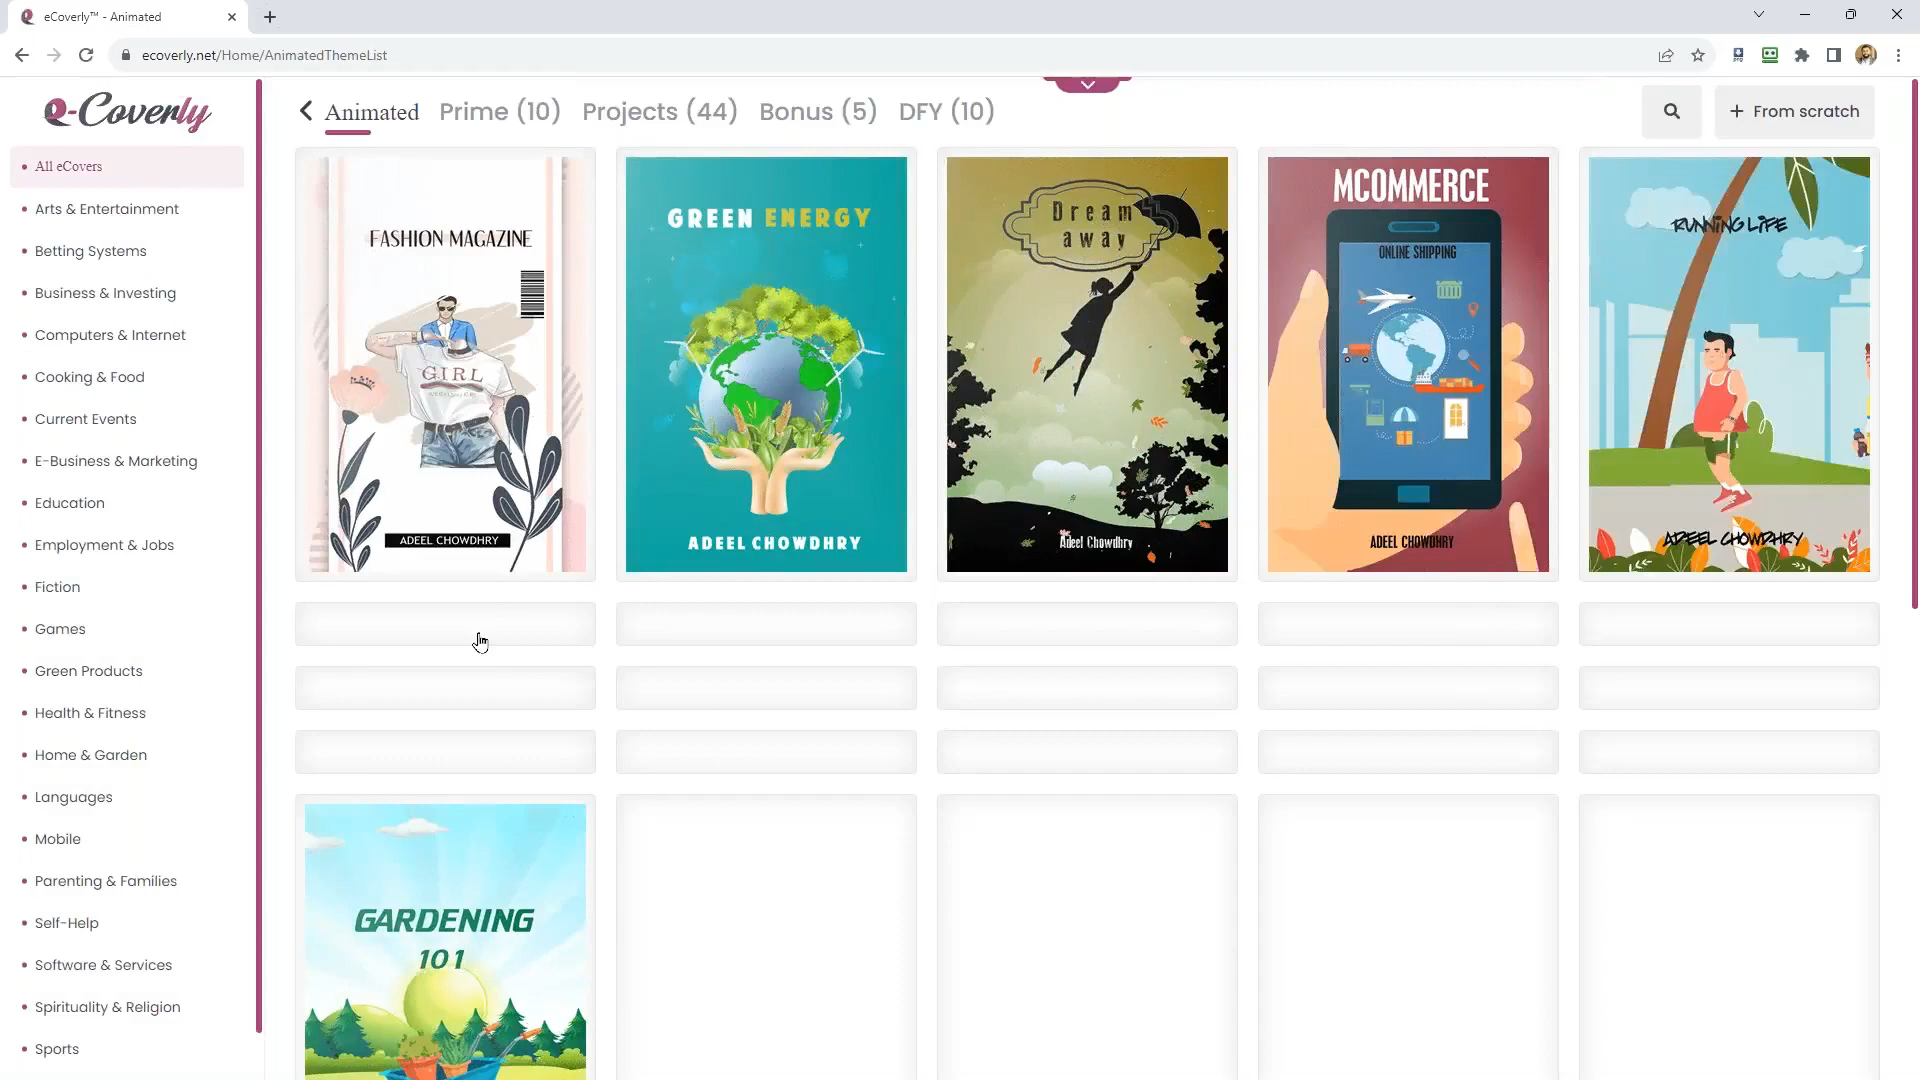 eCoverly™ - Animated
ecoverly.net/Home/AnimatedThemeList
e-Coverly
Animated
Prime (10)
Projects (44)
Bonus (5)
DFY (10)
+ From scratch
All eCovers
Arts & Entertainment
Betting Systems
Business & Investing
Computers & Internet
Cooking & Food
Current Events
E-Business & Marketing
Education
Employment & Jobs
Fiction
Games
Green Products
Health & Fitness
Home & Garden
Languages
Mobile
Parenting & Families
Self-Help
Software & Services
Spirituality & Religion
Sports
FASHION MAGAZINE
GIRL
ADEEL CHOWDHRY
GREEN ENERGY
ADEEL CHOWDHRY
Dream
away
Adeel Chowdhry
MCOMMERCE
ONLINE SHIPPING
ADEEL CHOWDHRY
RUNNING LIFE
ADEEL CHOWDHRY
GARDENING
101